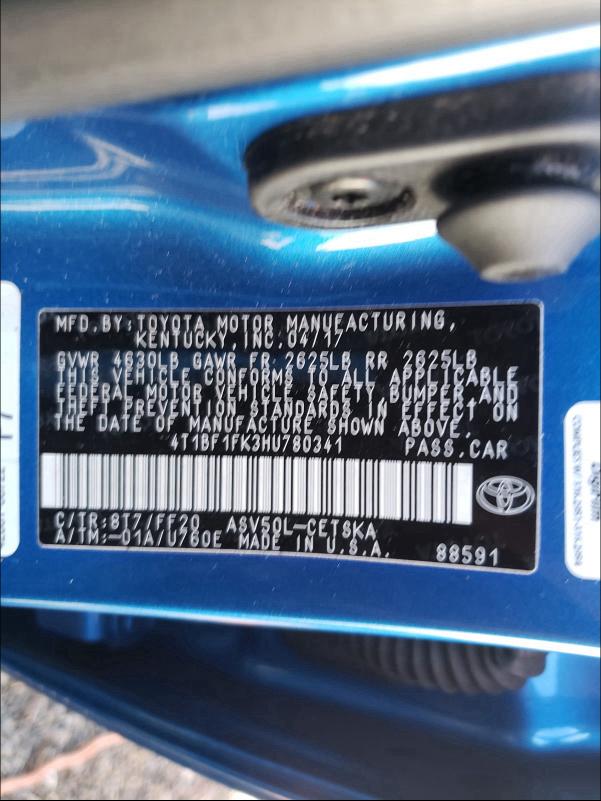 MFD.BY:TOYOTA MOTOR MANUFACTURING,
KENTUCKY,INC.04/17
GVWR 4630LB GAWR FR 2625LB RR 2625LB
THIS VEHICLE CONFORMS TO ALL APPLICABLE
FEDERAL MOTOR VEHICLE SAFETY,BUMPER,AND
THEFT PREVENTION STANDARDS IN EFFECT ON
THE DATE OF MANUFACTURE SHOWN ABOVE.
4T1BF1FK3HU780341 PASS.CAR
C/TR:8T7/FF20 ASV50L-CETSKA
A/TM:-01A/U760E MADE IN U.S.A. 88591